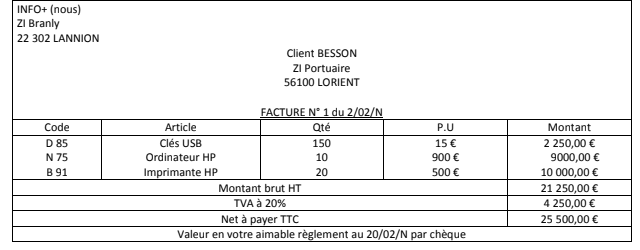 INFO+ (nous)
ZI Branly
22 302 LANNION
Client BESSON
ZI Portuaire
56100 LORIENT
FACTURE N° 1 du 2/02/N
Code Article Qté P.U Montant
D 85 Clés USB 150 15 € 2 250,00 €
N 75 Ordinateur HP 10 900 € 9000,00 €
B 91 Imprimante HP 20 500 € 10 000,00 €
Montant brut HT 21 250,00 €
TVA à 20% 4 250,00 €
Net à payer TTC 25 500,00 €
Valeur en votre aimable règlement au 20/02/N par chèque